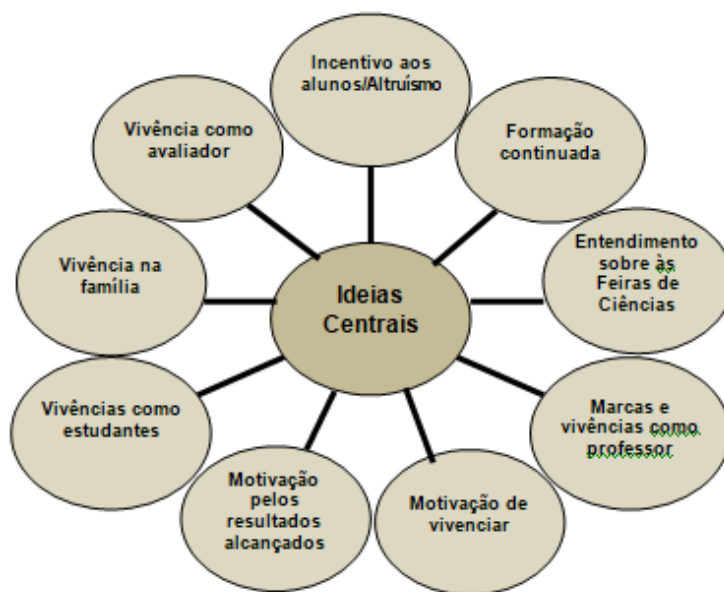 Incentivo aos
alunos/Altruísmo
Formação
continuada
Entendimento
sobre às
Feiras de
Ciências
Marcas e
vivências como
professor
Motivação de
vivenciar
Motivação
pelos
resultados
alcançados
Vivências como
estudantes
Vivência na
família
Vivência como
avaliador
Ideias
Centrais